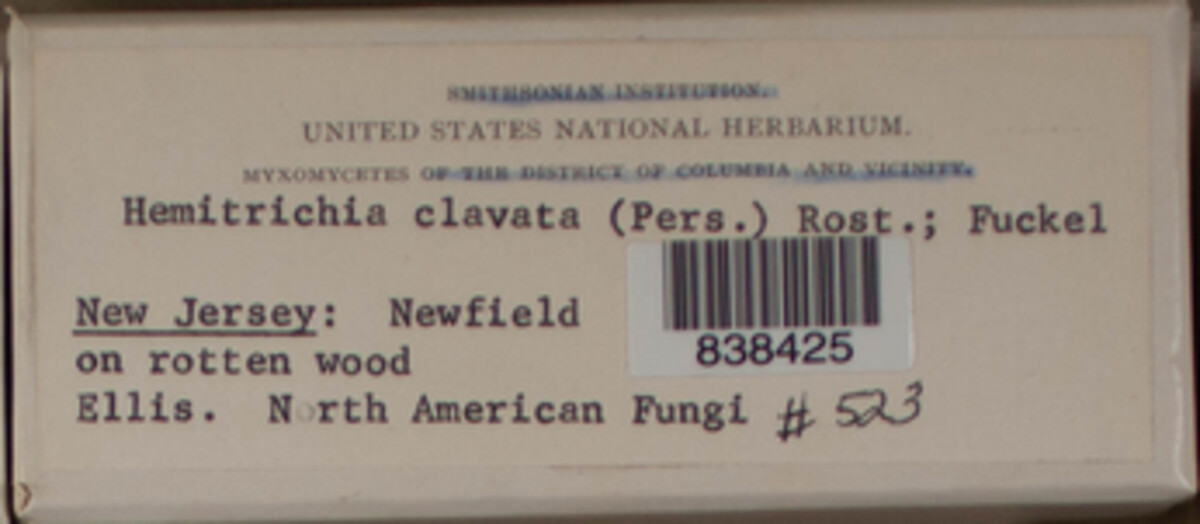 SMITHSONIAN INSTITUTION.
UNITED STATES NATIONAL HERBARIUM.
MYXOMYCETES OF THE DISTRICT OF COLUMBIA AND VICINITY.
Hemitrichia clavata (Pers.) Rost.; Fuckel
New Jersey: Newfield
838425
on rotten wood
Ellis. North American Fungi # 523